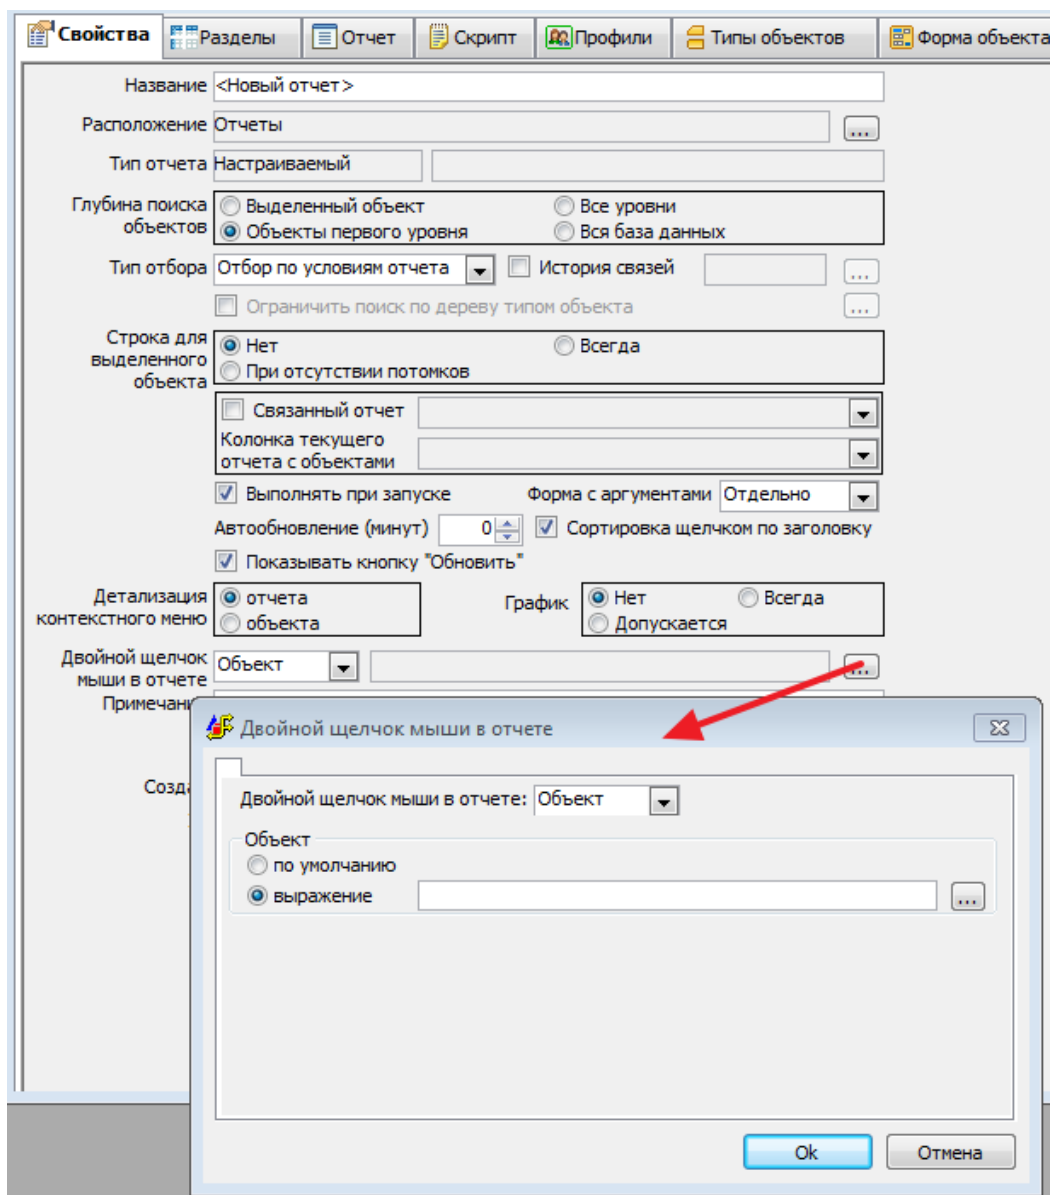 Свойства Разделы Отчет Скрипт Профили Типы объектов Форма объекта
Название <Новый отчет>
Расположение Отчеты ...
Тип отчета Настраиваемый
Глубина поиска объектов
Выделенный объект Все уровни
Объекты первого уровня Вся база данных
Тип отбора Отбор по условиям отчета История связей ...
Ограничить поиск по дереву типом объекта ...
Строка для выделенного объекта
Нет Всегда
При отсутствии потомков
Связанный отчет
Колонка текущего
отчета с объектами
Выполнять при запуске Форма с аргументами Отдельно
Автообновление (минут) 0 Сортировка щелчком по заголовку
Показывать кнопку "Обновить"
Детализация контекстного меню
отчета
объекта
График Нет Всегда
Допускается
Двойной щелчок
мыши в отчете
Объект ...
Двойной щелчок мыши в отчете
Двойной щелчок мыши в отчете: Объект
Объект
по умолчанию
выражение ...
Ok Отмена